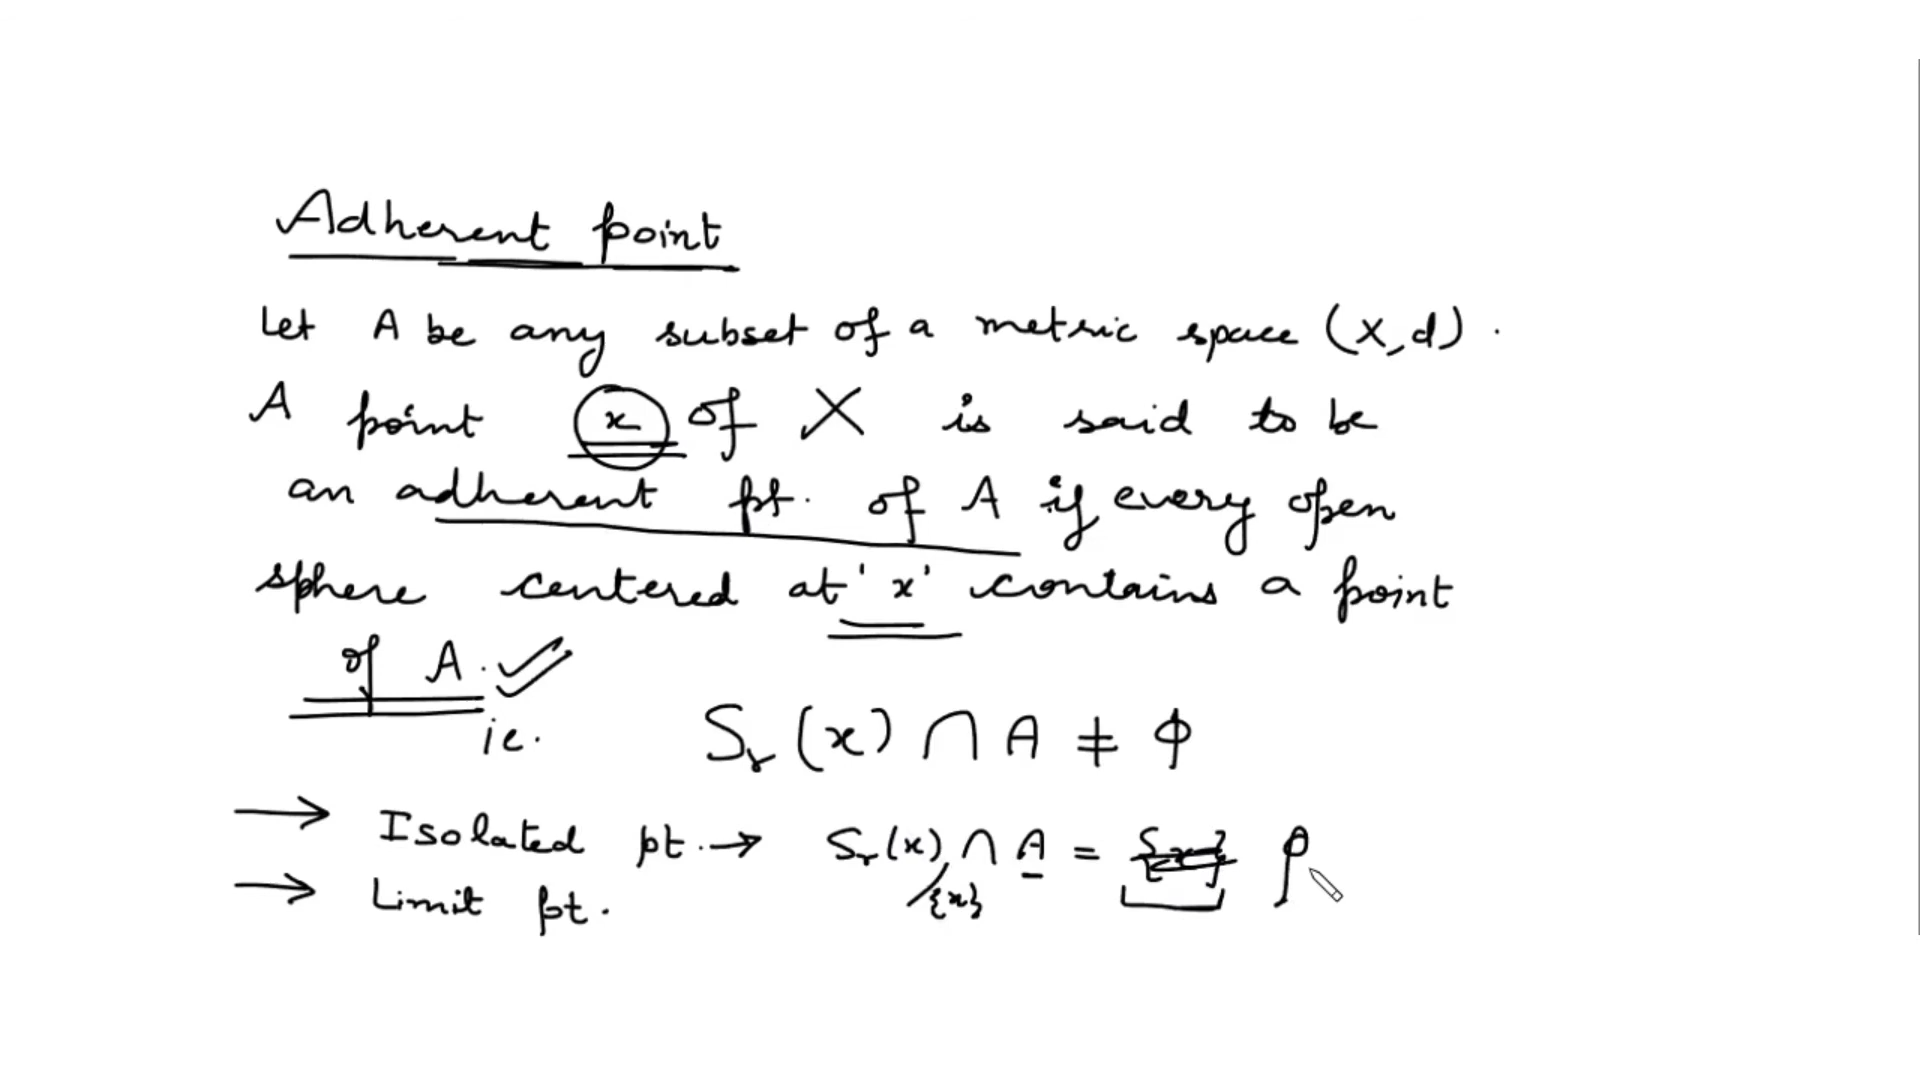 Adherent point
Let A be any subset of a metric space (X,d).
A point x of X is said to be
an adherent pt. of A if every open
sphere centered at 'x' contains a point
of A.
ie. Sr(x) ∩ A ≠ ϕ
→ Isolated pt. → Sr(x) ∩ A =
/{x}
→ Limit pt.